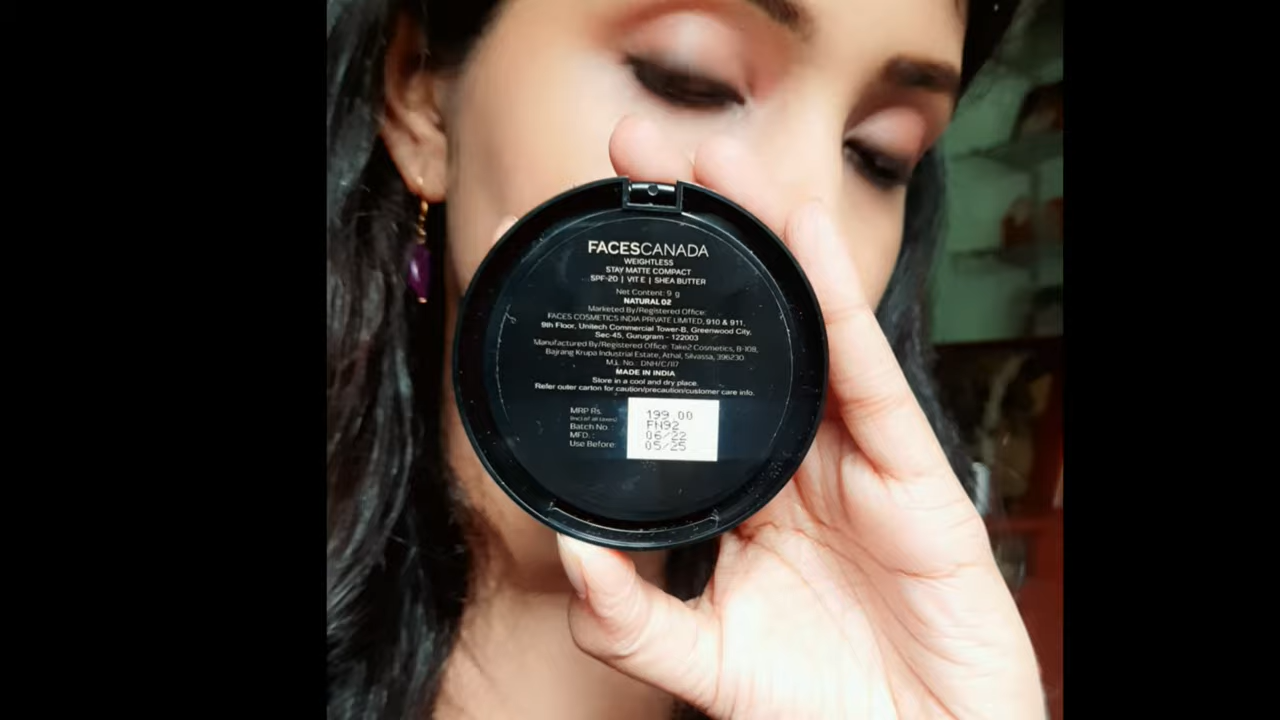 FACESCANADA
WEIGHTLESS
STAY MATTE COMPACT
SPF-20 | VIT E | SHEA BUTTER
Net Content: 9 g
NATURAL 02
Marketed By/Registered Office:
FACES COSMETICS INDIA PRIVATE LIMITED, 910 & 911,
9th Floor, Unitech Commercial Tower-B, Greenwood City,
Sec-45, Gurugram - 122003
Manufactured By/Registered Office: Take2 Cosmetics, B-108,
Bajrang Krupa Industrial Estate, Athal, Silvassa, 396230
M.L. No.: DNH/C/117
MADE IN INDIA
Store in a cool and dry place.
Refer outer carton for caution/precaution/customer care info.
MRP Rs. 199.00
(incl of all taxes)
Batch No. : FN92
MFD. : 06/22
Use Before: 05/25